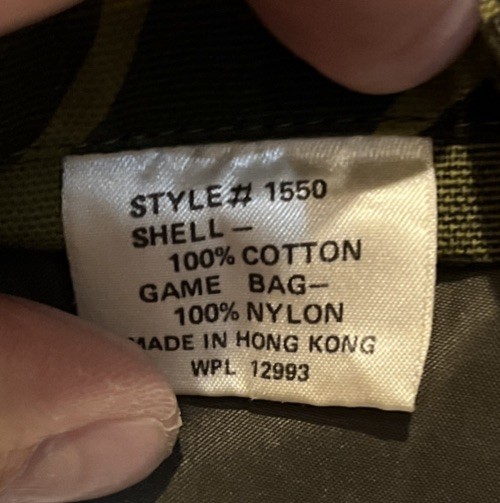 STYLE# 1550
SHELL —
100% COTTON
GAME BAG—
100% NYLON
MADE IN HONG KONG
WPL 12993